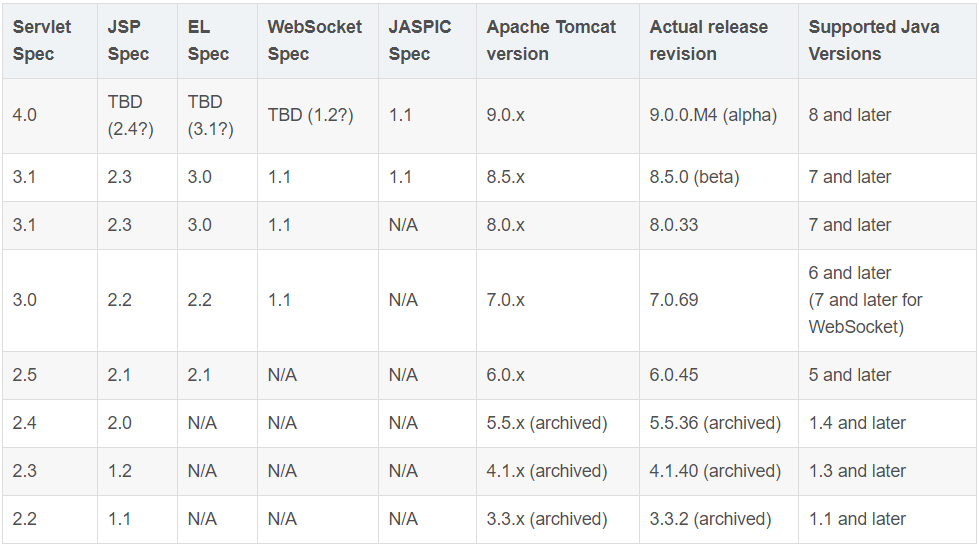 Servlet Spec JSP Spec EL Spec WebSocket Spec JASPIC Spec Apache Tomcat version Actual release revision Supported Java Versions
4.0 TBD (2.4?) TBD (3.1?) TBD (1.2?) 1.1 9.0.x 9.0.0.M4 (alpha) 8 and later
3.1 2.3 3.0 1.1 1.1 8.5.x 8.5.0 (beta) 7 and later
3.1 2.3 3.0 1.1 N/A 8.0.x 8.0.33 7 and later
3.0 2.2 2.2 1.1 N/A 7.0.x 7.0.69 6 and later (7 and later for WebSocket)
2.5 2.1 2.1 N/A N/A 6.0.x 6.0.45 5 and later
2.4 2.0 N/A N/A N/A 5.5.x (archived) 5.5.36 (archived) 1.4 and later
2.3 1.2 N/A N/A N/A 4.1.x (archived) 4.1.40 (archived) 1.3 and later
2.2 1.1 N/A N/A N/A 3.3.x (archived) 3.3.2 (archived) 1.1 and later